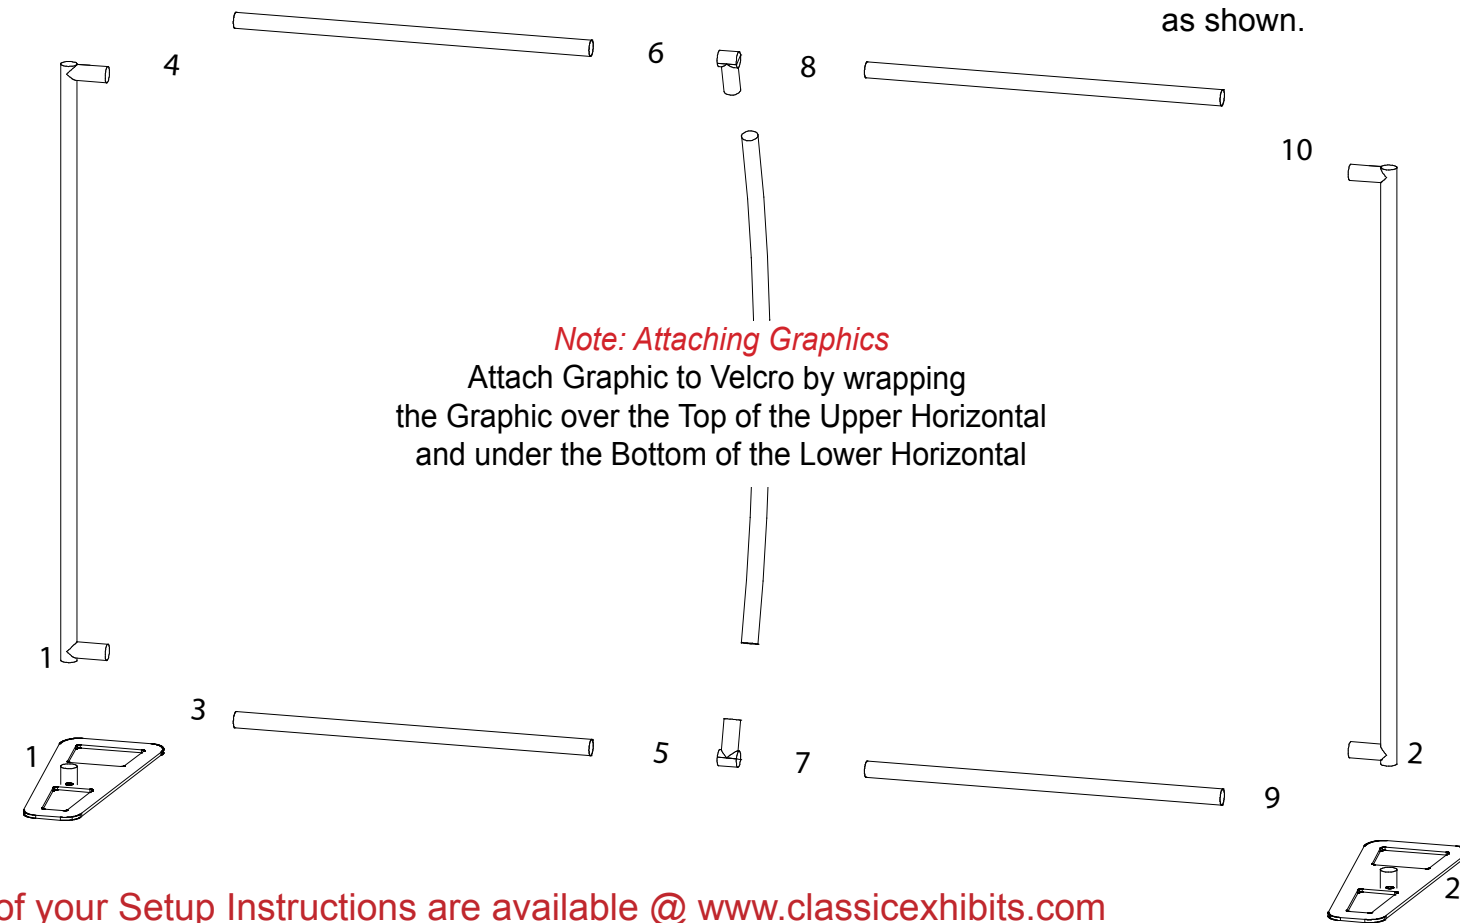 as shown.
4
6
8
10
Note: Attaching Graphics
Attach Graphic to Velcro by wrapping
the Graphic over the Top of the Upper Horizontal
and under the Bottom of the Lower Horizontal
1
3
1
5
7
9
2
2
of your Setup Instructions are available @ www.classicexhibits.com